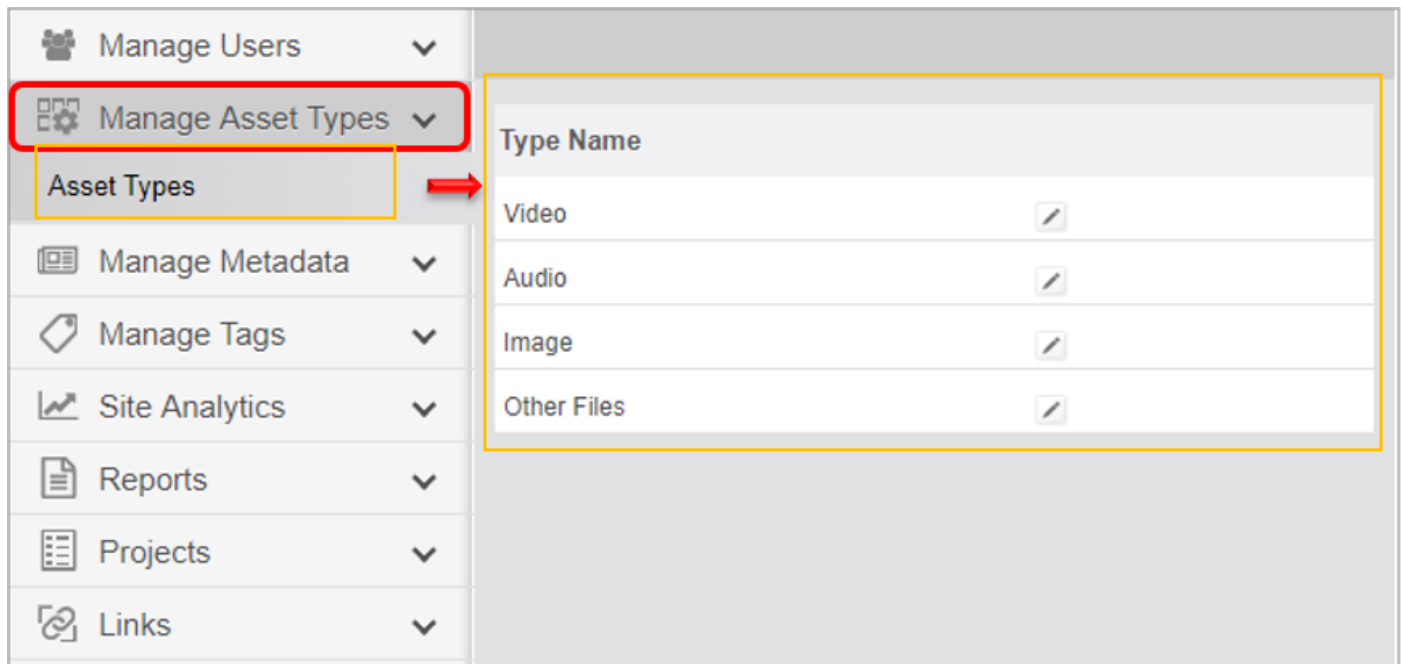 Manage Users
Manage Asset Types
Asset Types
Manage Metadata
Manage Tags
Site Analytics
Reports
Projects
Links
Type Name
Video
Audio
Image
Other Files